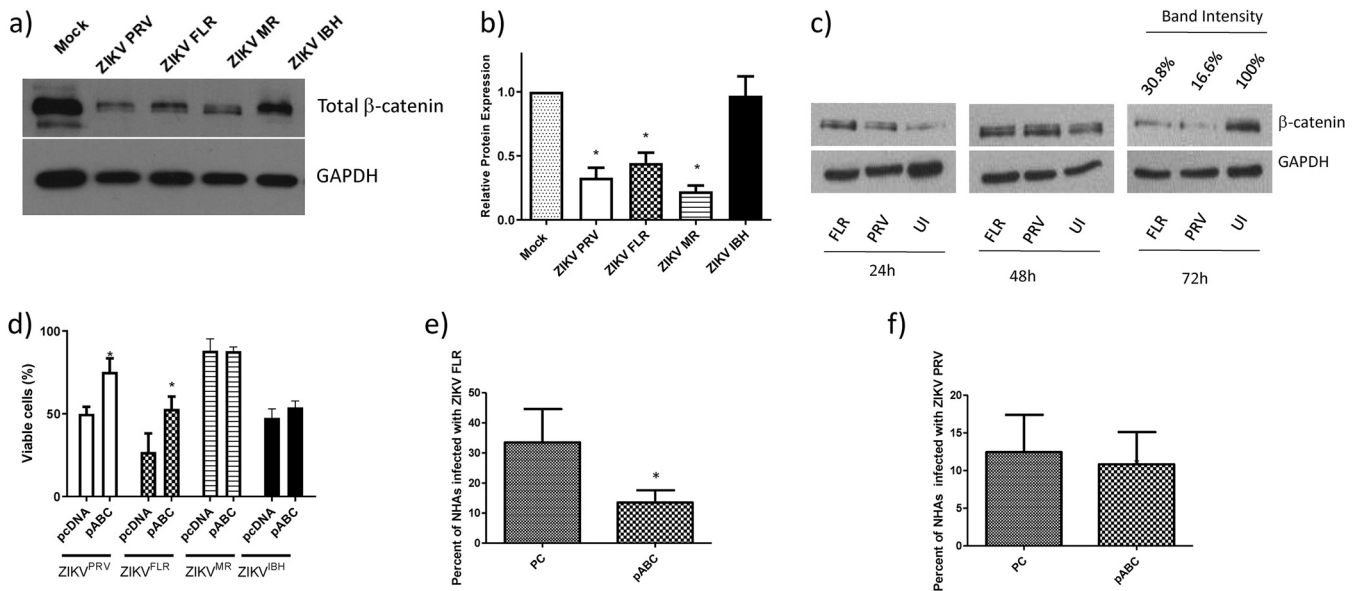 a)
Mock
ZIKV PRV
ZIKV FLR
ZIKV MR
ZIKV IBH
Total β-catenin
GAPDH
b)
Relative Protein Expression
1.0
0.5
0.0
*
*
*
Mock
ZIKV PRV
ZIKV FLR
ZIKV MR
ZIKV IBH
c)
Band Intensity
30.8%
16.6%
100%
β-catenin
GAPDH
FLR
PRV
UI
FLR
PRV
UI
FLR
PRV
UI
24h
48h
72h
d)
Viable cells (%)
100
50
0
*
*
pcDNA
pABC
pcDNA
pABC
pcDNA
pABC
pcDNA
pABC
ZIKVPRV
ZIKVFLR
ZIKVMR
ZIKVIBH
e)
Percent of NHAs infected with ZIKV FLR
50
40
30
20
10
0
*
PC
pABC
f)
Percent of NHAs infected with ZIKV PRV
20
15
10
5
0
PC
pABC